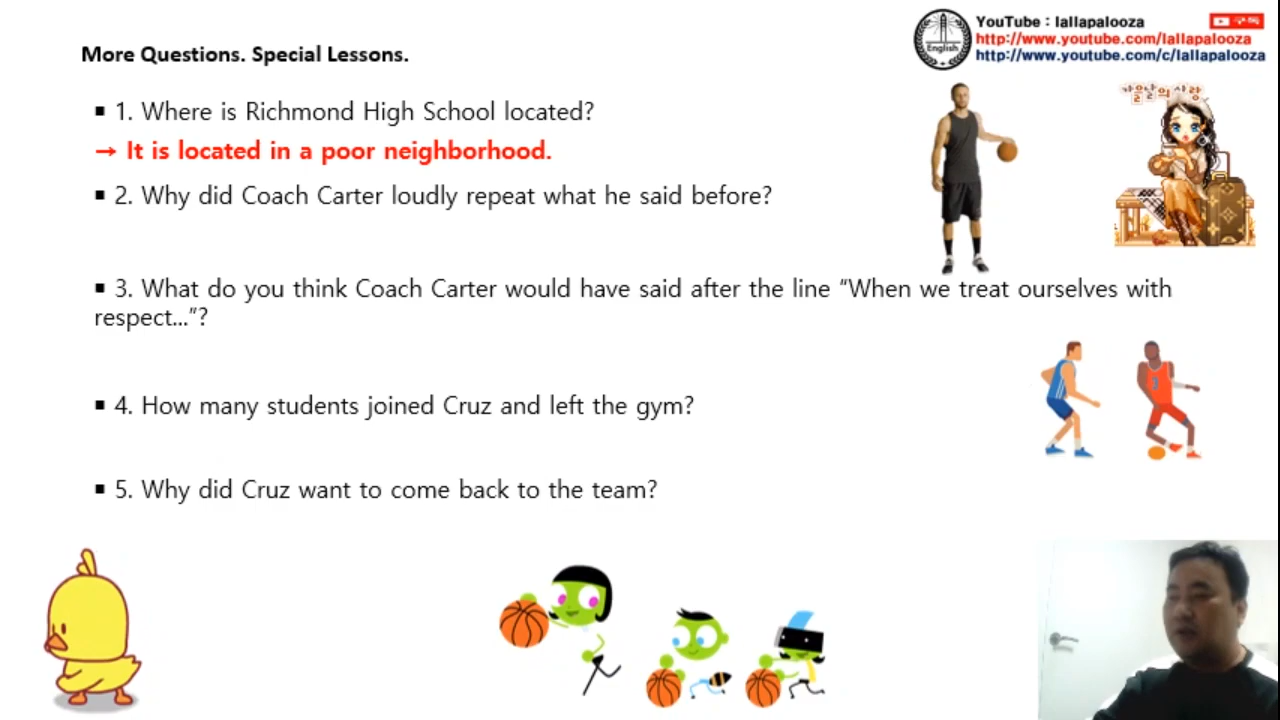 YouTube : lallapalooza
구독
http://www.youtube.com/lallapalooza
http://www.youtube.com/c/lallapalooza
English
More Questions. Special Lessons.
▪ 1. Where is Richmond High School located?
→ It is located in a poor neighborhood.
▪ 2. Why did Coach Carter loudly repeat what he said before?
▪ 3. What do you think Coach Carter would have said after the line “When we treat ourselves with
respect...”?
▪ 4. How many students joined Cruz and left the gym?
▪ 5. Why did Cruz want to come back to the team?